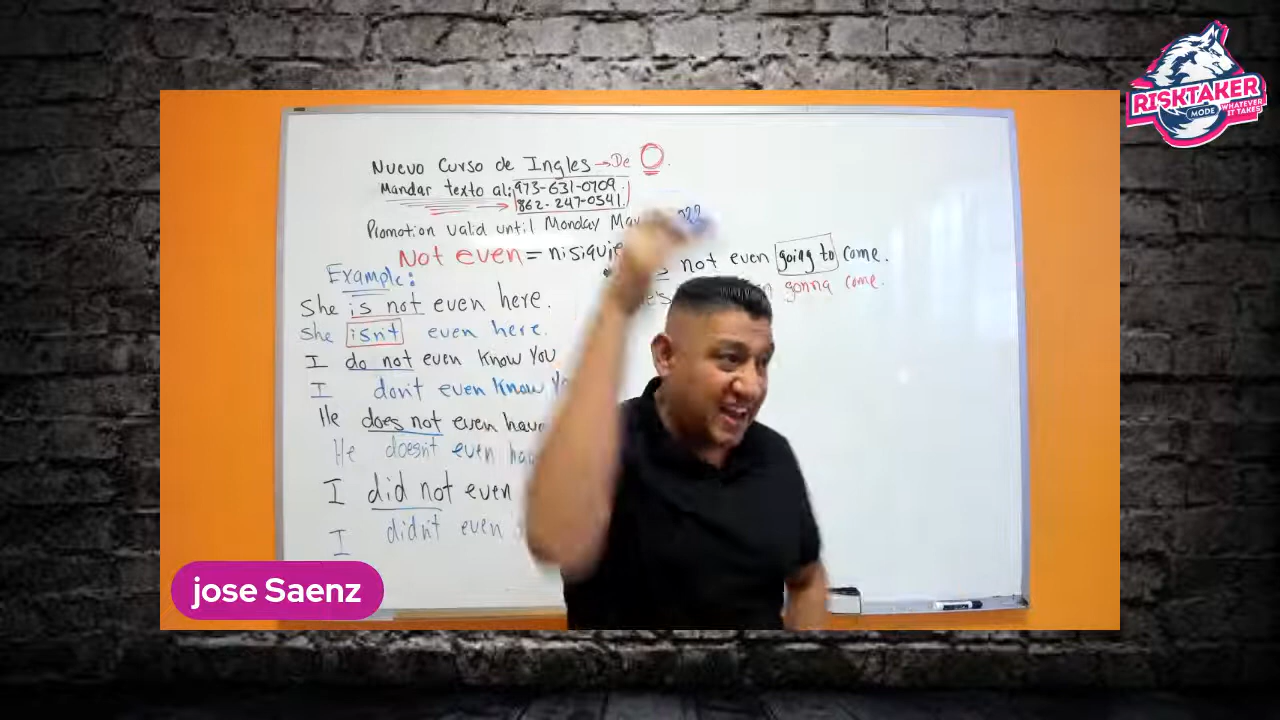 RISKTAKER
MODE
WHATEVER
IT TAKES
Nuevo Curso de Ingles → De 0.
Mandar texto al: 973-631-0709.
862-247-0541.
Promotion valid until Monday
Not even =
not even going to come.
gonna come.
Example:
She is not even here.
She isn't even here.
I do not even know you
I don't even know
He does not even have
He doesn't even
I did not even
I didn't even
jose Saenz